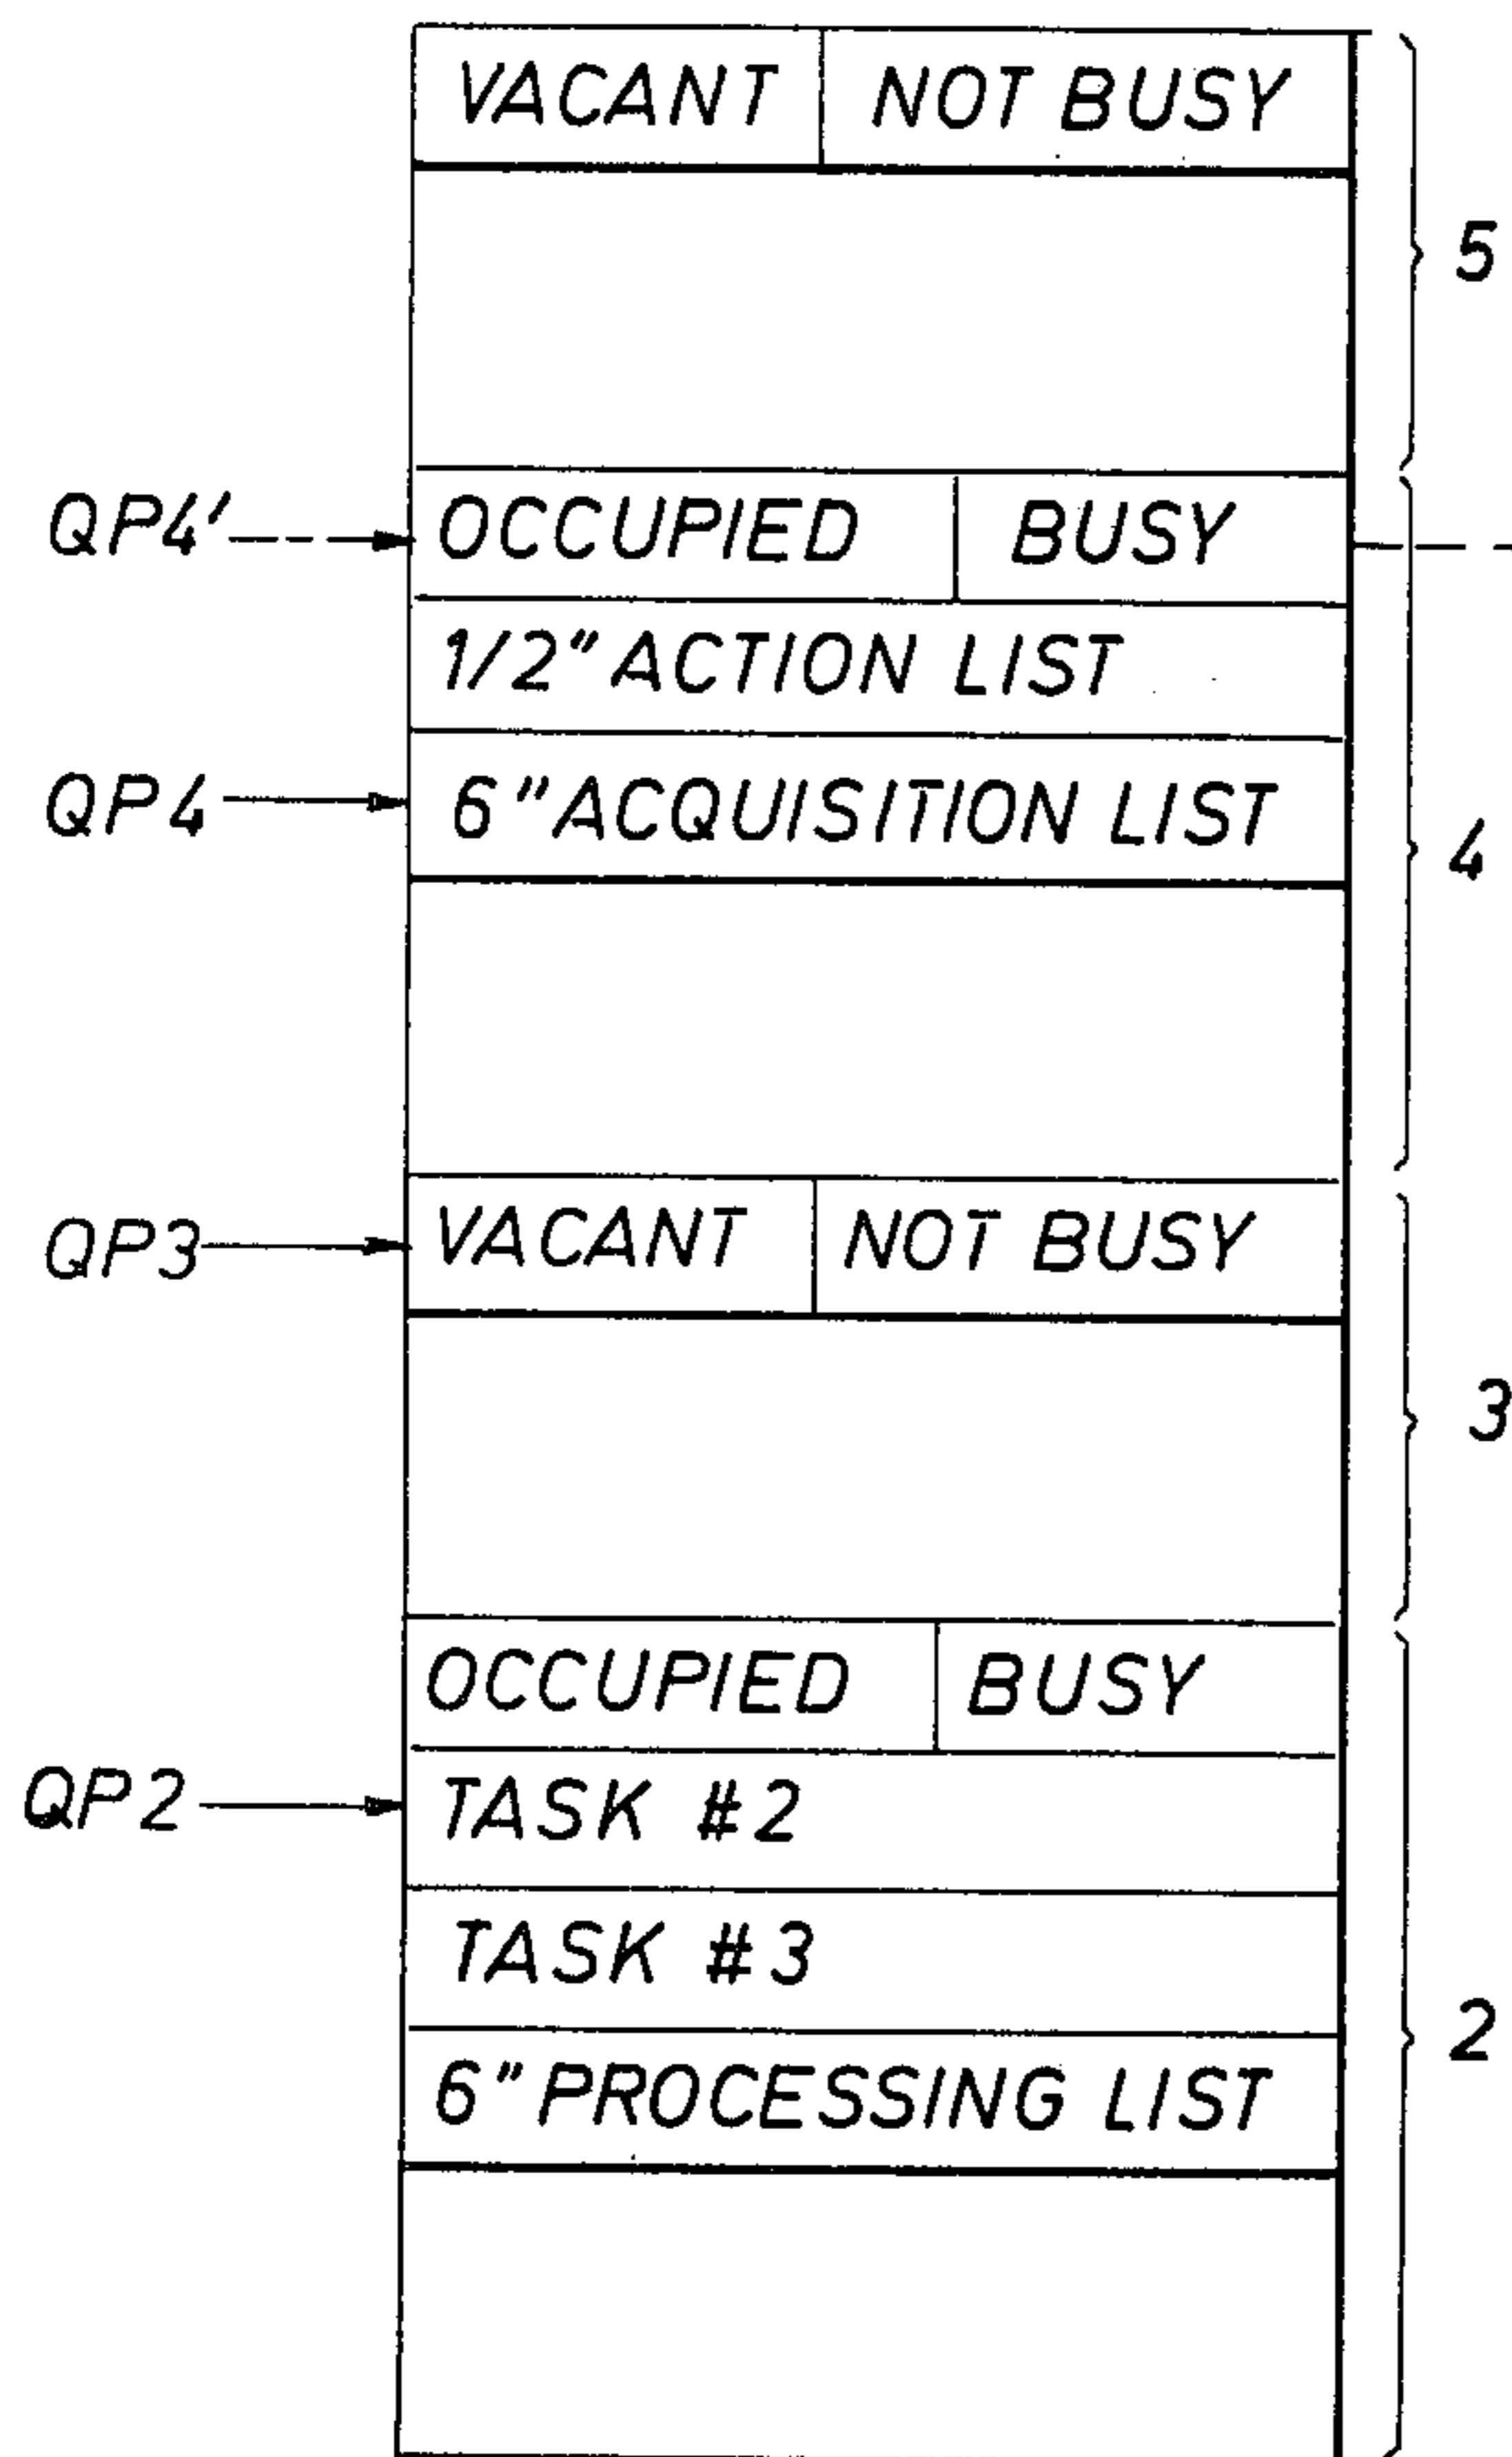 VACANT NOT BUSY
5
QP4' OCCUPIED BUSY
1/2" ACTION LIST
QP4 6" ACQUISITION LIST
4
QP3 VACANT NOT BUSY
3
OCCUPIED BUSY
QP2 TASK #2
TASK #3
2
6" PROCESSING LIST